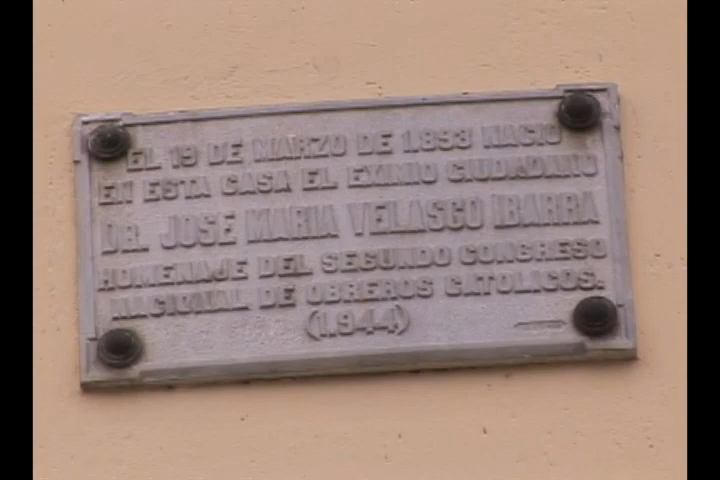 EL 19 DE MARZO DE 1.893 NACIO
EN ESTA CASA EL EXIMIO CIUDADANO
DR. JOSE MARIA VELASCO IBARRA
HOMENAJE DEL SEGUNDO CONGRESO
NACIONAL DE OBREROS CATOLICOS.
(1.944)